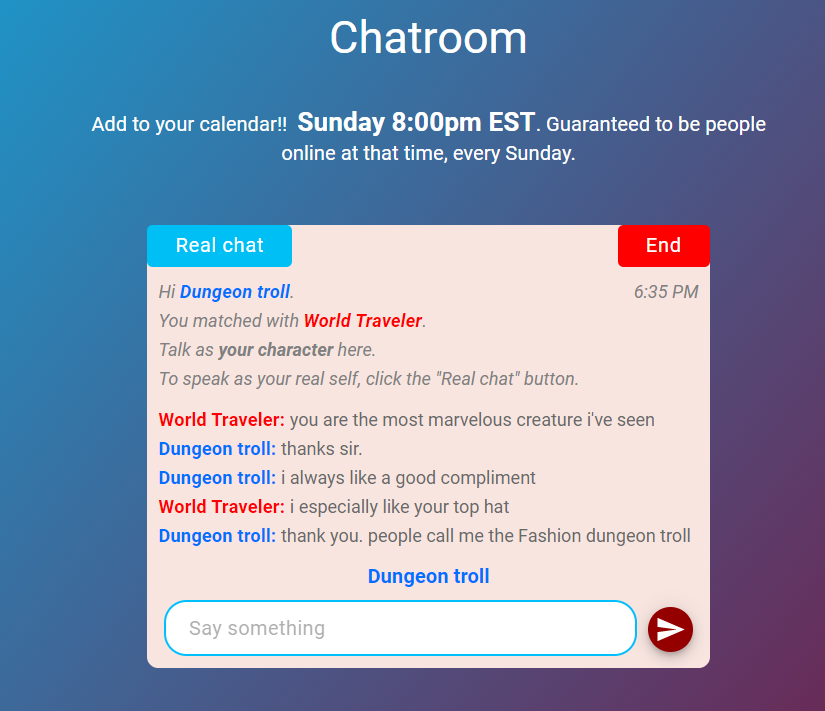 Chatroom
Add to your calendar!! Sunday 8:00pm EST. Guaranteed to be people
online at that time, every Sunday.
Real chat
End
Hi Dungeon troll.
6:35 PM
You matched with World Traveler.
Talk as your character here.
To speak as your real self, click the "Real chat" button.
World Traveler: you are the most marvelous creature i've seen
Dungeon troll: thanks sir.
Dungeon troll: i always like a good compliment
World Traveler: i especially like your top hat
Dungeon troll: thank you. people call me the Fashion dungeon troll
Dungeon troll
Say something